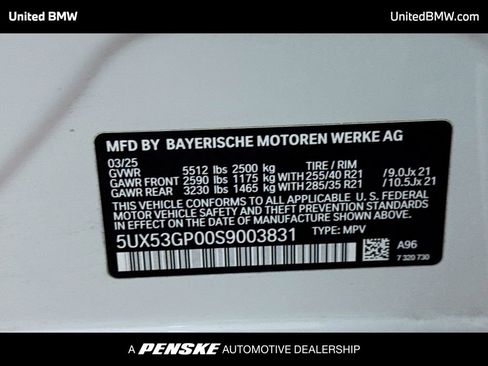 United BMW
UnitedBMW.com
MFD BY BAYERISCHE MOTOREN WERKE AG
03/25
GVWR 5512 lbs 2500 kg TIRE / RIM
GAWR FRONT 2590 lbs 1175 kg 255/40 R21 / 9.0Jx 21
GAWR REAR 3230 lbs 1465 kg 285/35 R21 / 10.5Jx 21
THIS VEHICLE CONFORMS TO ALL APPLICABLE U. S. FEDERAL
MOTOR VEHICLE SAFETY AND THEFT PREVENTION STANDARDS
IN EFFECT ON THE DATE OF MANUFACTURE SHOWN ABOVE.
5UX53GP00S9003831 TYPE: MPV
A96
7 320 730
A PENSKE AUTOMOTIVE DEALERSHIP